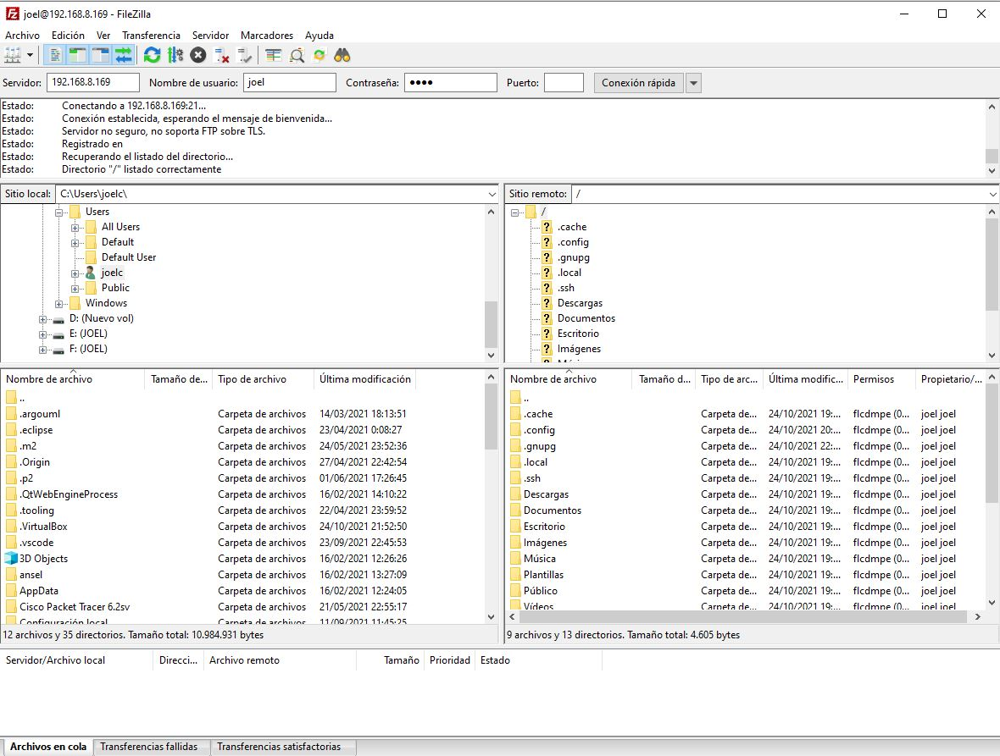 joel@192.168.8.169 - FileZilla
Archivo Edición Ver Transferencia Servidor Marcadores Ayuda
Servidor: 192.168.8.169 Nombre de usuario: joel Contraseña: ●●●● Puerto: Conexión rápida
Estado: Conectando a 192.168.8.169:21...
Estado: Conexión establecida, esperando el mensaje de bienvenida...
Estado: Servidor no seguro, no soporta FTP sobre TLS.
Estado: Registrado en
Estado: Recuperando el listado del directorio...
Estado: Directorio "/" listado correctamente
Sitio local: C:\Users\joelc\
Users
All Users
Default
Default User
joelc
Public
Windows
D: (Nuevo vol)
E: (JOEL)
F: (JOEL)
Sitio remoto: /
/
.cache
.config
.gnupg
.local
.ssh
Descargas
Documentos
Escritorio
Imágenes
Nombre de archivo Tamaño de... Tipo de archivo Última modificación
..
.argouml Carpeta de archivos 14/03/2021 18:13:51
.eclipse Carpeta de archivos 23/04/2021 0:08:27
.m2 Carpeta de archivos 24/05/2021 23:52:36
.Origin Carpeta de archivos 27/04/2021 22:42:54
.p2 Carpeta de archivos 01/06/2021 17:26:45
.QtWebEngineProcess Carpeta de archivos 16/02/2021 14:10:22
.tooling Carpeta de archivos 22/04/2021 23:59:52
.VirtualBox Carpeta de archivos 24/10/2021 21:52:50
.vscode Carpeta de archivos 23/09/2021 22:45:53
3D Objects Carpeta de archivos 16/02/2021 12:26:26
ansel Carpeta de archivos 16/02/2021 13:27:09
AppData Carpeta de archivos 16/02/2021 12:24:05
Cisco Packet Tracer 6.2sv Carpeta de archivos 21/05/2021 22:55:17
Configuración local Carpeta de archivos 11/09/2021 11:45:25
12 archivos y 35 directorios. Tamaño total: 10.984.931 bytes
Nombre de archivo Tamaño d... Tipo de arc... Última modific... Permisos Propietario/...
..
.cache Carpeta de... 24/10/2021 19:... flcdmpe (0... joel joel
.config Carpeta de... 24/10/2021 20:... flcdmpe (0... joel joel
.gnupg Carpeta de... 24/10/2021 22:... flcdmpe (0... joel joel
.local Carpeta de... 24/10/2021 19:... flcdmpe (0... joel joel
.ssh Carpeta de... 24/10/2021 19:... flcdmpe (0... joel joel
Descargas Carpeta de... 24/10/2021 19:... flcdmpe (0... joel joel
Documentos Carpeta de... 24/10/2021 19:... flcdmpe (0... joel joel
Escritorio Carpeta de... 24/10/2021 19:... flcdmpe (0... joel joel
Imágenes Carpeta de... 24/10/2021 19:... flcdmpe (0... joel joel
Música Carpeta de... 24/10/2021 19:... flcdmpe (0... joel joel
Plantillas Carpeta de... 24/10/2021 19:... flcdmpe (0... joel joel
Público Carpeta de... 24/10/2021 19:... flcdmpe (0... joel joel
Vídeos Carpeta de... 24/10/2021 19:... flcdmpe (0... joel joel
9 archivos y 13 directorios. Tamaño total: 4.605 bytes
Servidor/Archivo local Direcci... Archivo remoto Tamaño Prioridad Estado
Archivos en cola Transferencias fallidas Transferencias satisfactorias